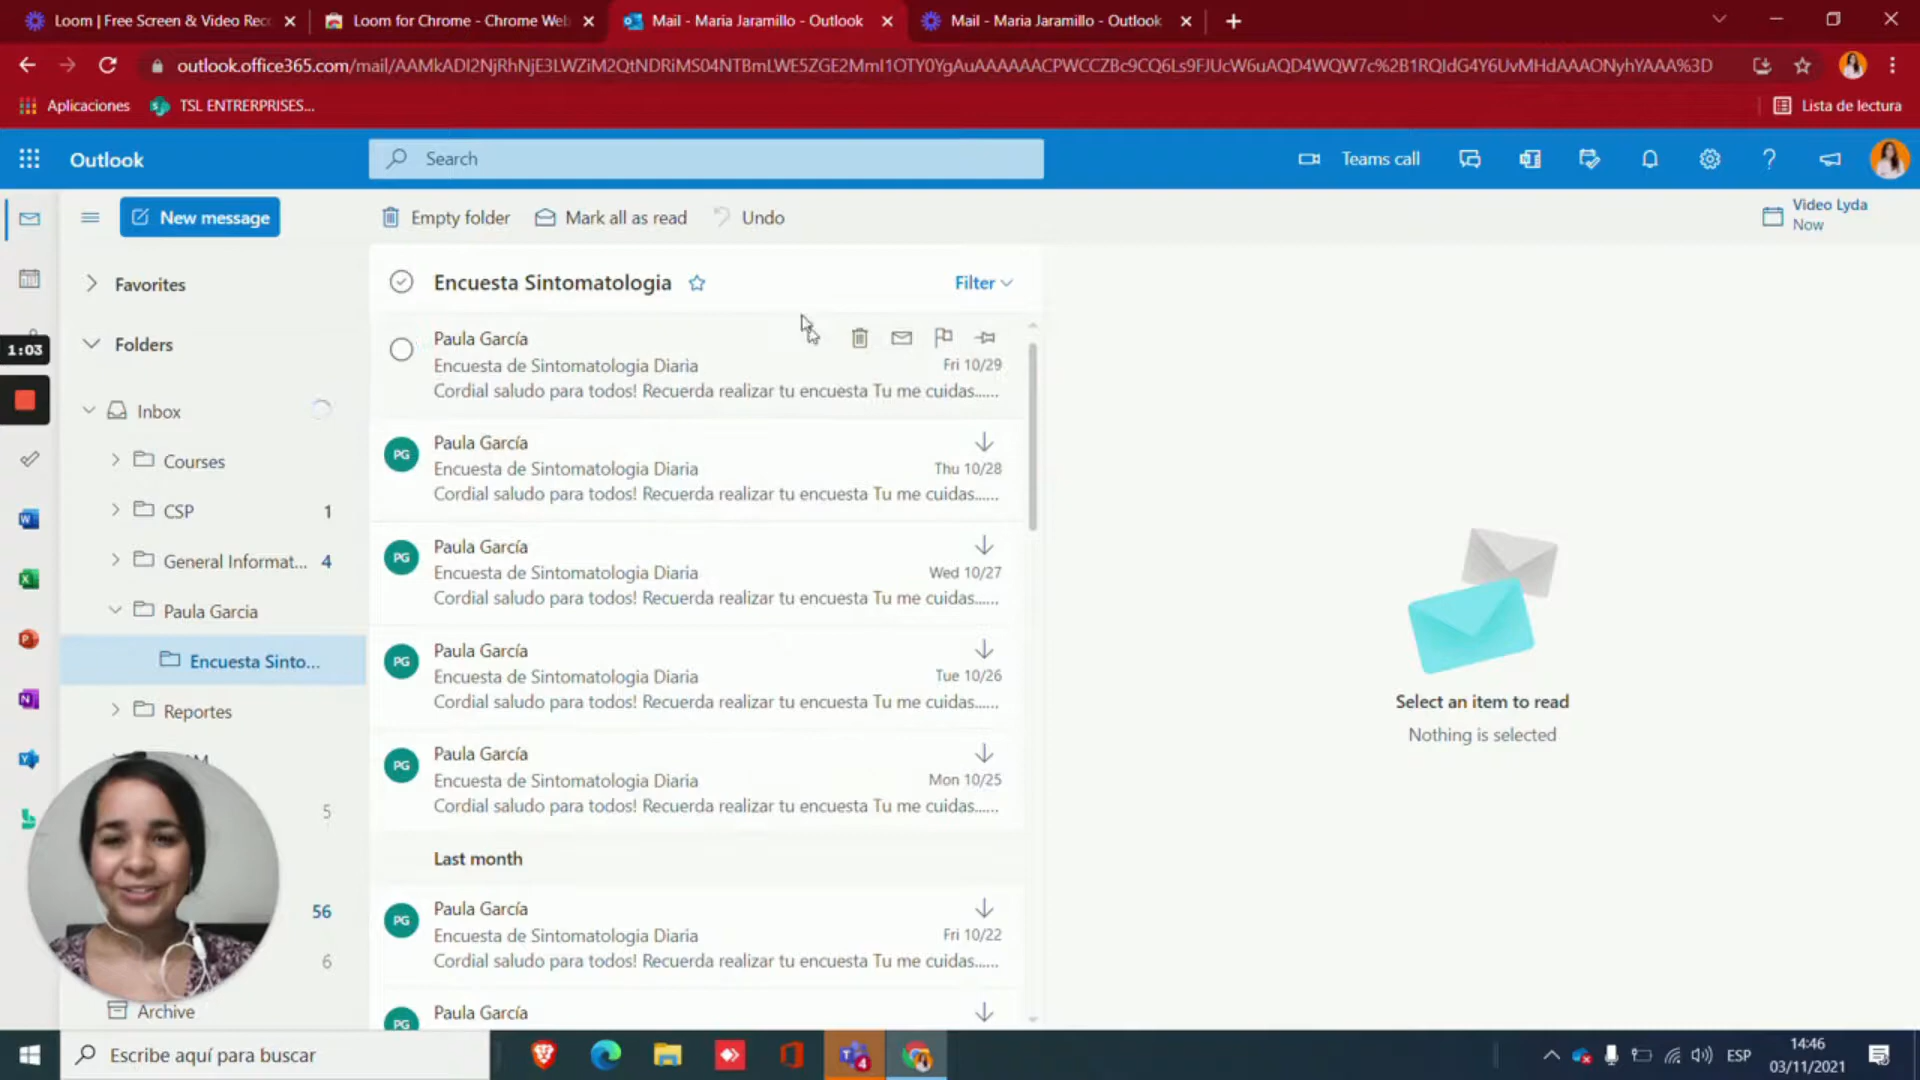 Loom | Free Screen & Video Rec
Loom for Chrome - Chrome Web
Mail - Maria Jaramillo - Outlook
Mail - Maria Jaramillo - Outlook
outlook.office365.com/mail/AAMkADI2NjRhNjE3LWZiM2QtNDRiMS04NTBmLWE5ZGE2MmI1OTY0YgAuAAAAAACPWCCZBc9CQ6Ls9FJUcW6uAQD4WQW7c%2B1RQIdG4Y6UvMHdAAAONyhYAAA%3D
Aplicaciones
TSL ENTRERPRISES...
Lista de lectura
Outlook
Search
Teams call
New message
Empty folder
Mark all as read
Undo
Video Lyda
Now
Favorites
Folders
1:03
Inbox
Courses
CSP 1
General Informat... 4
Paula Garcia
Encuesta Sinto...
Reportes
5
56
6
Archive
Encuesta Sintomatologia
Filter
Paula García
Encuesta de Sintomatologia Diaria Fri 10/29
Cordial saludo para todos! Recuerda realizar tu encuesta Tu me cuidas......
PG Paula García
Encuesta de Sintomatologia Diaria Thu 10/28
Cordial saludo para todos! Recuerda realizar tu encuesta Tu me cuidas......
PG Paula García
Encuesta de Sintomatologia Diaria Wed 10/27
Cordial saludo para todos! Recuerda realizar tu encuesta Tu me cuidas......
PG Paula García
Encuesta de Sintomatologia Diaria Tue 10/26
Cordial saludo para todos! Recuerda realizar tu encuesta Tu me cuidas......
PG Paula García
Encuesta de Sintomatologia Diaria Mon 10/25
Cordial saludo para todos! Recuerda realizar tu encuesta Tu me cuidas......
Last month
PG Paula García
Encuesta de Sintomatologia Diaria Fri 10/22
Cordial saludo para todos! Recuerda realizar tu encuesta Tu me cuidas......
PG Paula García
Select an item to read
Nothing is selected
Escribe aquí para buscar
4
ESP
14:46
03/11/2021